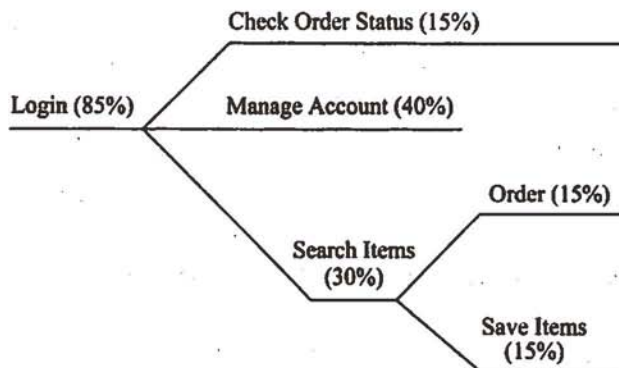 Check Order Status (15%)
Login (85%)
Manage Account (40%)
Order (15%)
Search Items
(30%)
Save Items
(15%)